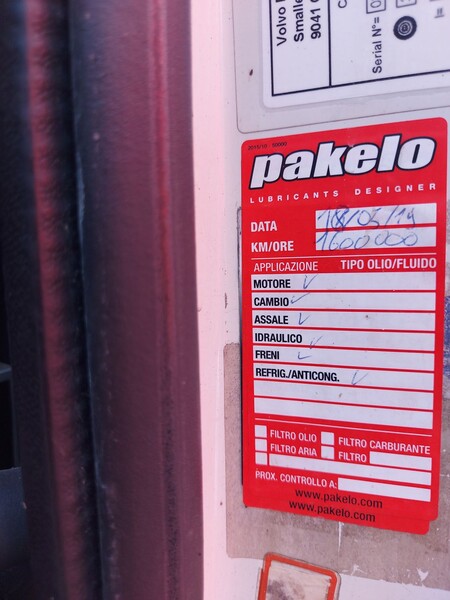 Volvo
Smalle
9041 
Serial N°=
pakelo
LUBRICANTS DESIGNER
DATA 18/05/19
KM/ORE 1600000
APPLICAZIONE TIPO OLIO/FLUIDO
MOTORE ✓
CAMBIO ✓
ASSALE ✓
IDRAULICO ✓
FRENI ✓
REFRIG./ANTICONG. ✓
FILTRO OLIO FILTRO CARBURANTE
FILTRO ARIA FILTRO
PROX. CONTROLLO A:
www.pakelo.com
www.pakelo.com